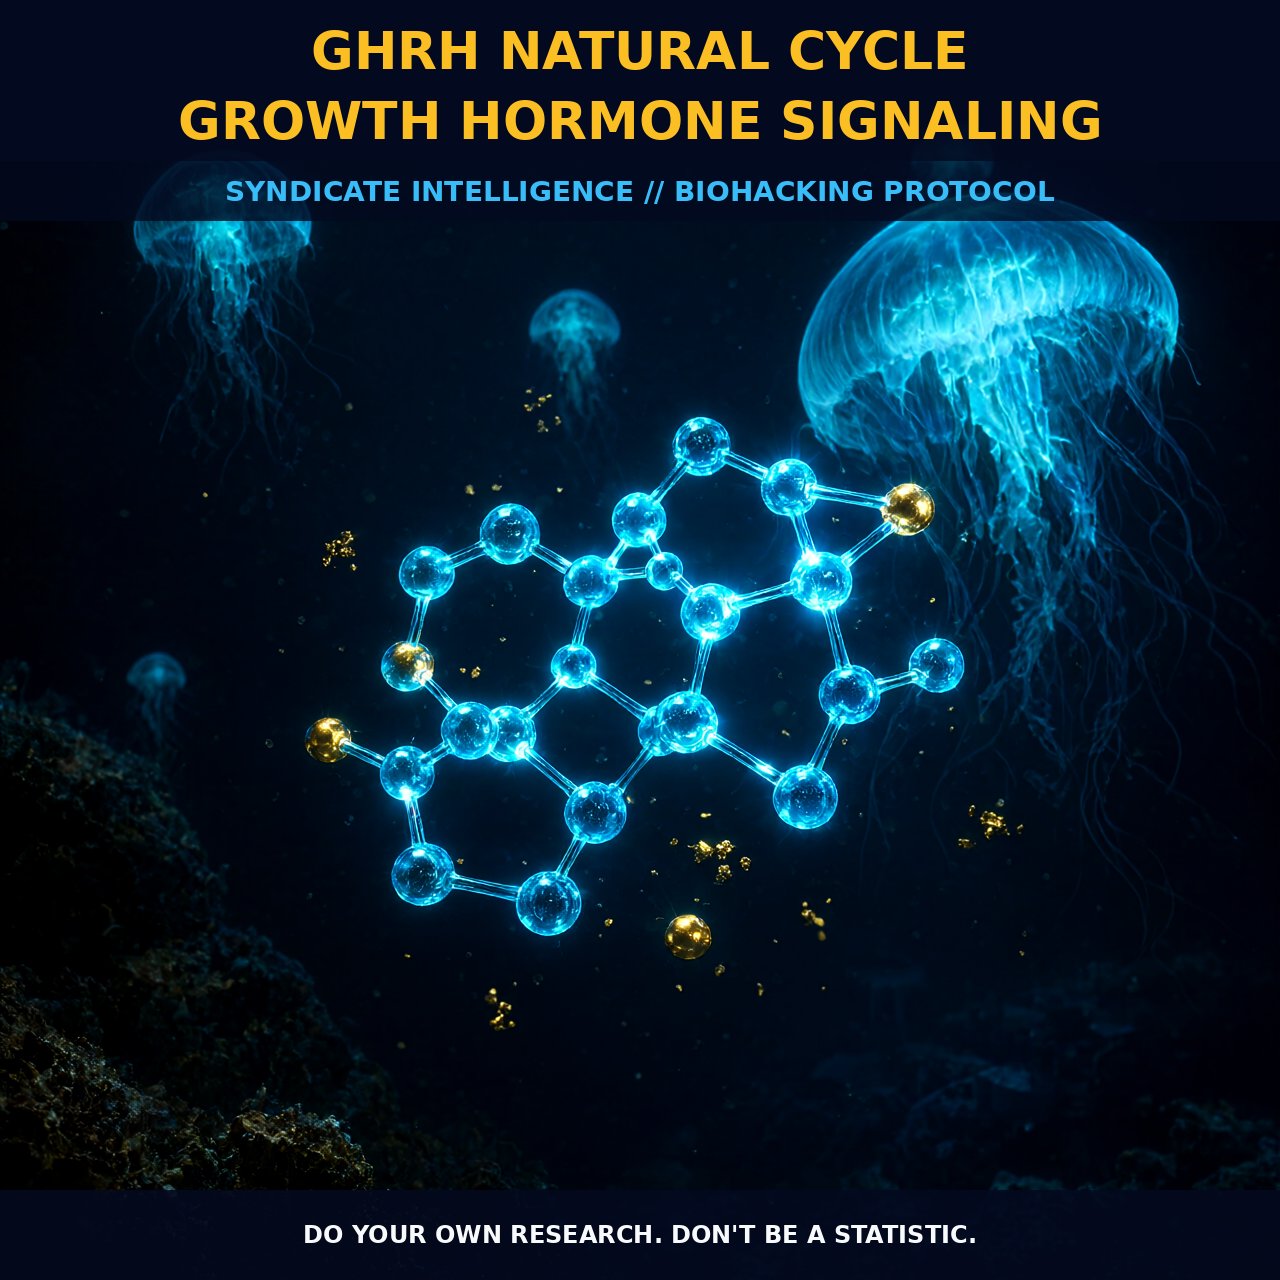 GHRH NATURAL CYCLE
GROWTH HORMONE SIGNALING
SYNDICATE INTELLIGENCE // BIOHACKING PROTOCOL
DO YOUR OWN RESEARCH. DON'T BE A STATISTIC.